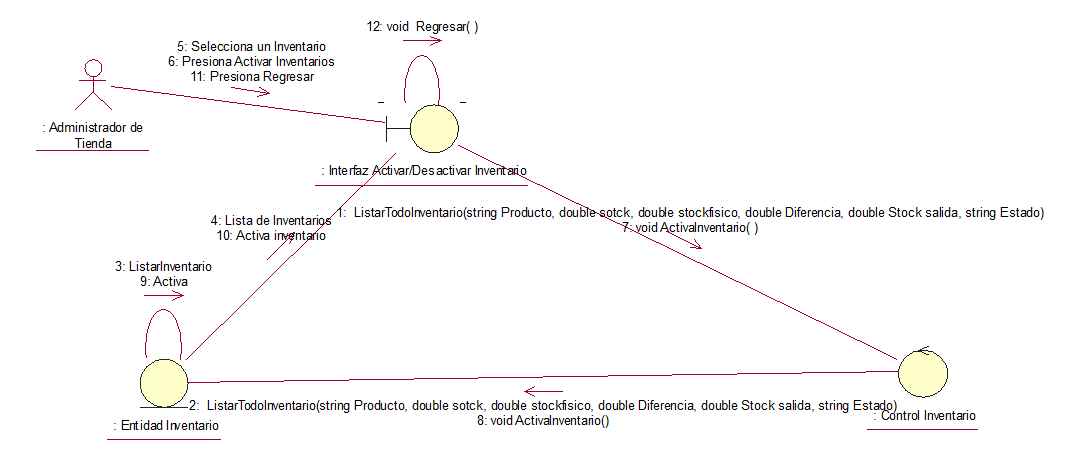 12: void Regresar( )
5: Selecciona un Inventario
6: Presiona Activar Inventarios
11: Presiona Regresar
: Administrador de
Tienda
: Interfaz Activar/Desactivar Inventario
4: Lista de Inventarios
10: Activa inventario
1: ListarTodoInventario(string Producto, double sotck, double stockfisico, double Diferencia, double Stock salida, string Estado)
7: void ActivaInventario( )
3: ListarInventario
9: Activa
2: ListarTodoInventario(string Producto, double sotck, double stockfisico, double Diferencia, double Stock salida, string Estado)
8: void ActivaInventario()
: Entidad Inventario
: Control Inventario